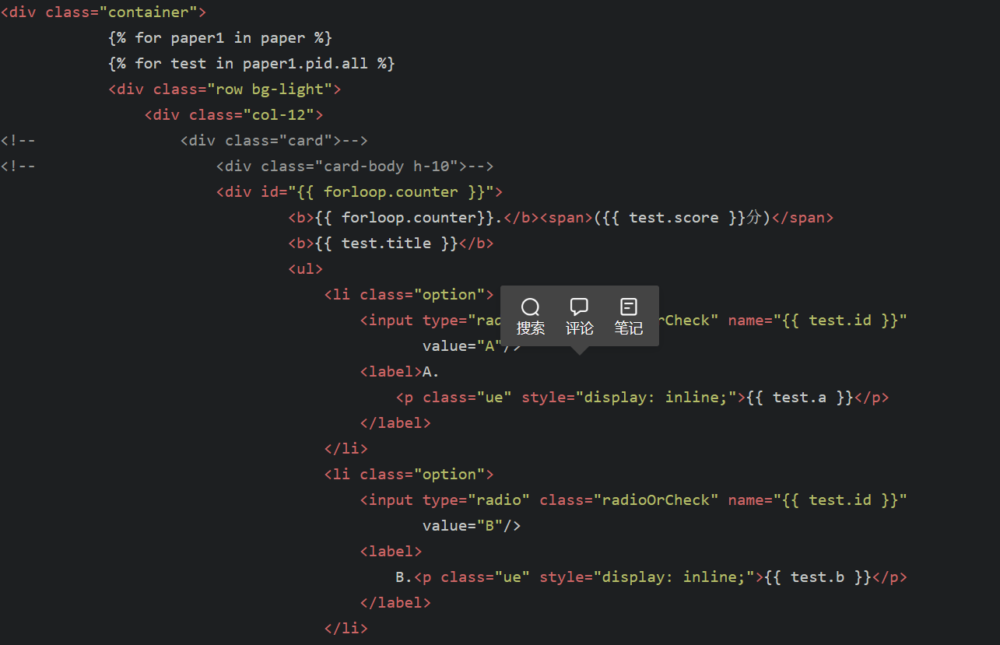 <div class="container">
{% for paper1 in paper %}
{% for test in paper1.pid.all %}
<div class="row bg-light">
<div class="col-12">
<!-- <div class="card">-->
<!-- <div class="card-body h-10">-->
<div id="{{ forloop.counter }}">
<b>{{ forloop.counter}}.</b><span>({{ test.score }}分)</span>
<b>{{ test.title }}</b>
<ul>
<li class="option">
<input type="rad rCheck" name="{{ test.id }}"
搜索 评论 笔记
value="A"/>
<label>A.
<p class="ue" style="display: inline;">{{ test.a }}</p>
</label>
</li>
<li class="option">
<input type="radio" class="radioOrCheck" name="{{ test.id }}"
value="B"/>
<label>
B.<p class="ue" style="display: inline;">{{ test.b }}</p>
</label>
</li>